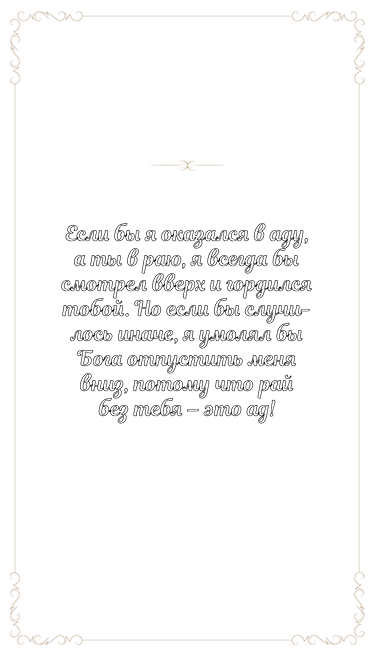 Если бы я оказался в аду,
а ты в раю, я всегда бы
смотрел вверх и гордился
тобой. Но если бы случи-
лось иначе, я умолял бы
Бога отпустить меня
вниз, потому что рай
без тебя – это ад!